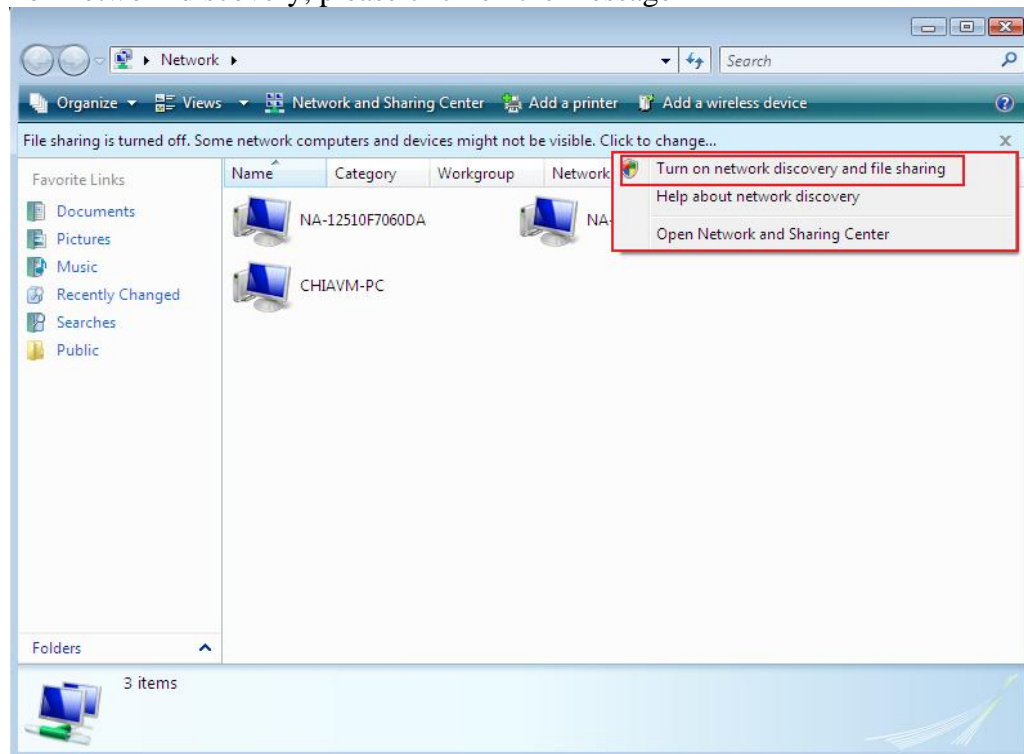 Network
Search
Organize Views Network and Sharing Center Add a printer Add a wireless device
File sharing is turned off. Some network computers and devices might not be visible. Click to change...
Favorite Links
Documents
Pictures
Music
Recently Changed
Searches
Public
Folders
Name Category Workgroup Network
NA-12510F7060DA NA-
CHIAVM-PC
Turn on network discovery and file sharing
Help about network discovery
Open Network and Sharing Center
3 items